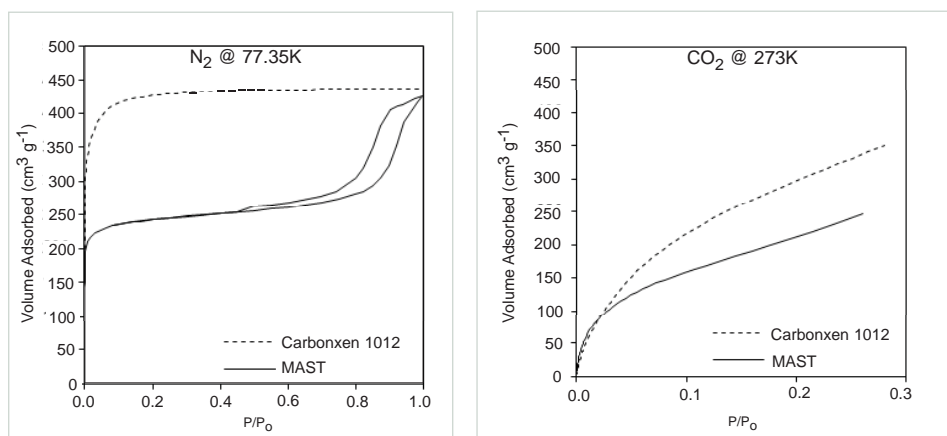 N2 @ 77.35K
500
450
400
350
300
250
200
150
100
50
0
Volume Adsorbed (cm3 g-1)
Carbonxen 1012
MAST
0.0 0.2 0.4 0.6 0.8 1.0
P/Po
CO2 @ 273K
500
450
400
350
300
250
200
150
100
50
0
Volume Adsorbed (cm3 g-1)
Carbonxen 1012
MAST
0.0 0.1 0.2 0.3
P/Po